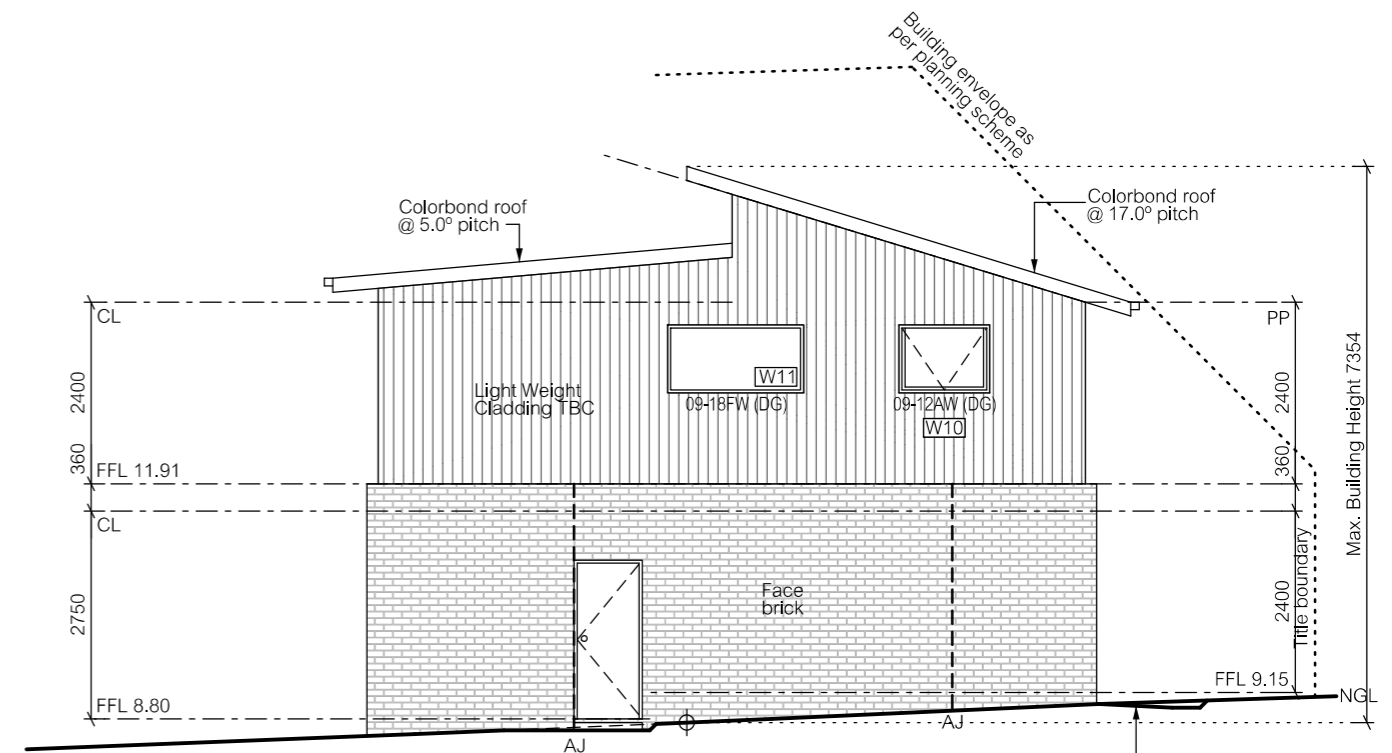 Building envelope as
per planning scheme
Colorbond roof
@ 5.0º pitch
Colorbond roof
@ 17.0º pitch
CL
PP
2400
360
FFL 11.91
CL
2750
FFL 8.80
Light Weight
Cladding TBC
W11
09-18FW (DG)
09-12AW (DG)
W10
Face
brick
AJ
AJ
2400
360
2400
Title boundary
Max. Building Height 7354
FFL 9.15
NGL